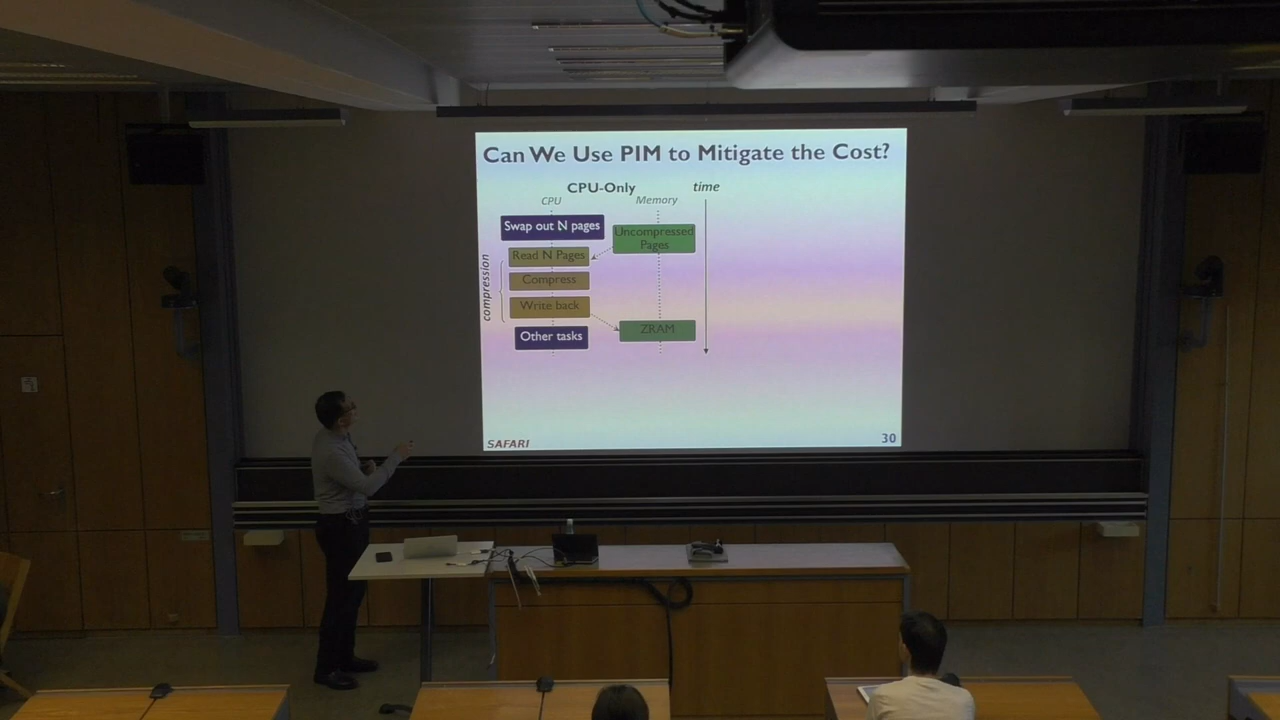 Can We Use PIM to Mitigate the Cost?
CPU-Only
time
CPU
Memory
Swap out N pages
Uncompressed
Pages
Read N Pages
compression
Compress
Write back
ZRAM
Other tasks
SAFARI
30